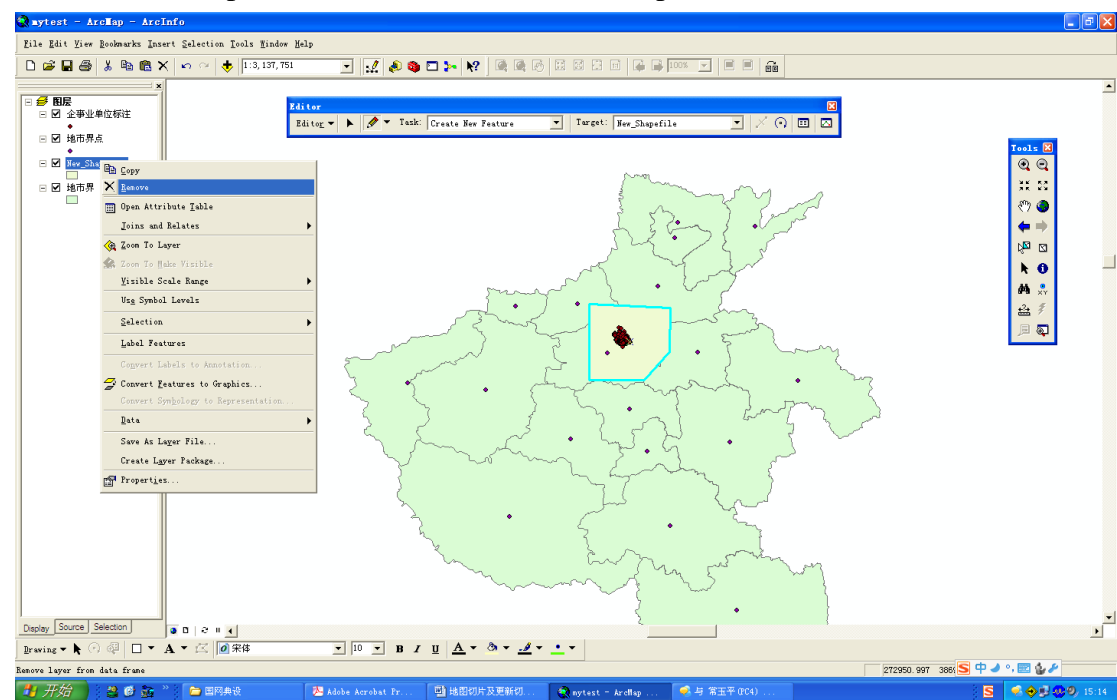 mytest - ArcMap - ArcInfo
File Edit View Bookmarks Insert Selection Tools Window Help
1:3,137,751
100%
图层
企事业单位标注
地市界点
New_Sha
地市界
Editor
Editor Task: Create New Feature Target: New_Shapefile
Tools
Copy
Remove
Open Attribute Table
Joins and Relates
Zoom To Layer
Zoom To Make Visible
Visible Scale Range
Use Symbol Levels
Selection
Label Features
Convert Labels to Annotation...
Convert Features to Graphics...
Convert Symbology to Representation...
Data
Save As Layer File...
Create Layer Package...
Properties...
Display Source Selection
Drawing A 宋体 10 B I U A
Remove layer from data frame
272950.997 386
中
开始
国网典设
Adobe Acrobat Pr...
地图切片及更新切...
mytest - ArcMap ...
与 常玉平(PC4) ...
15:14